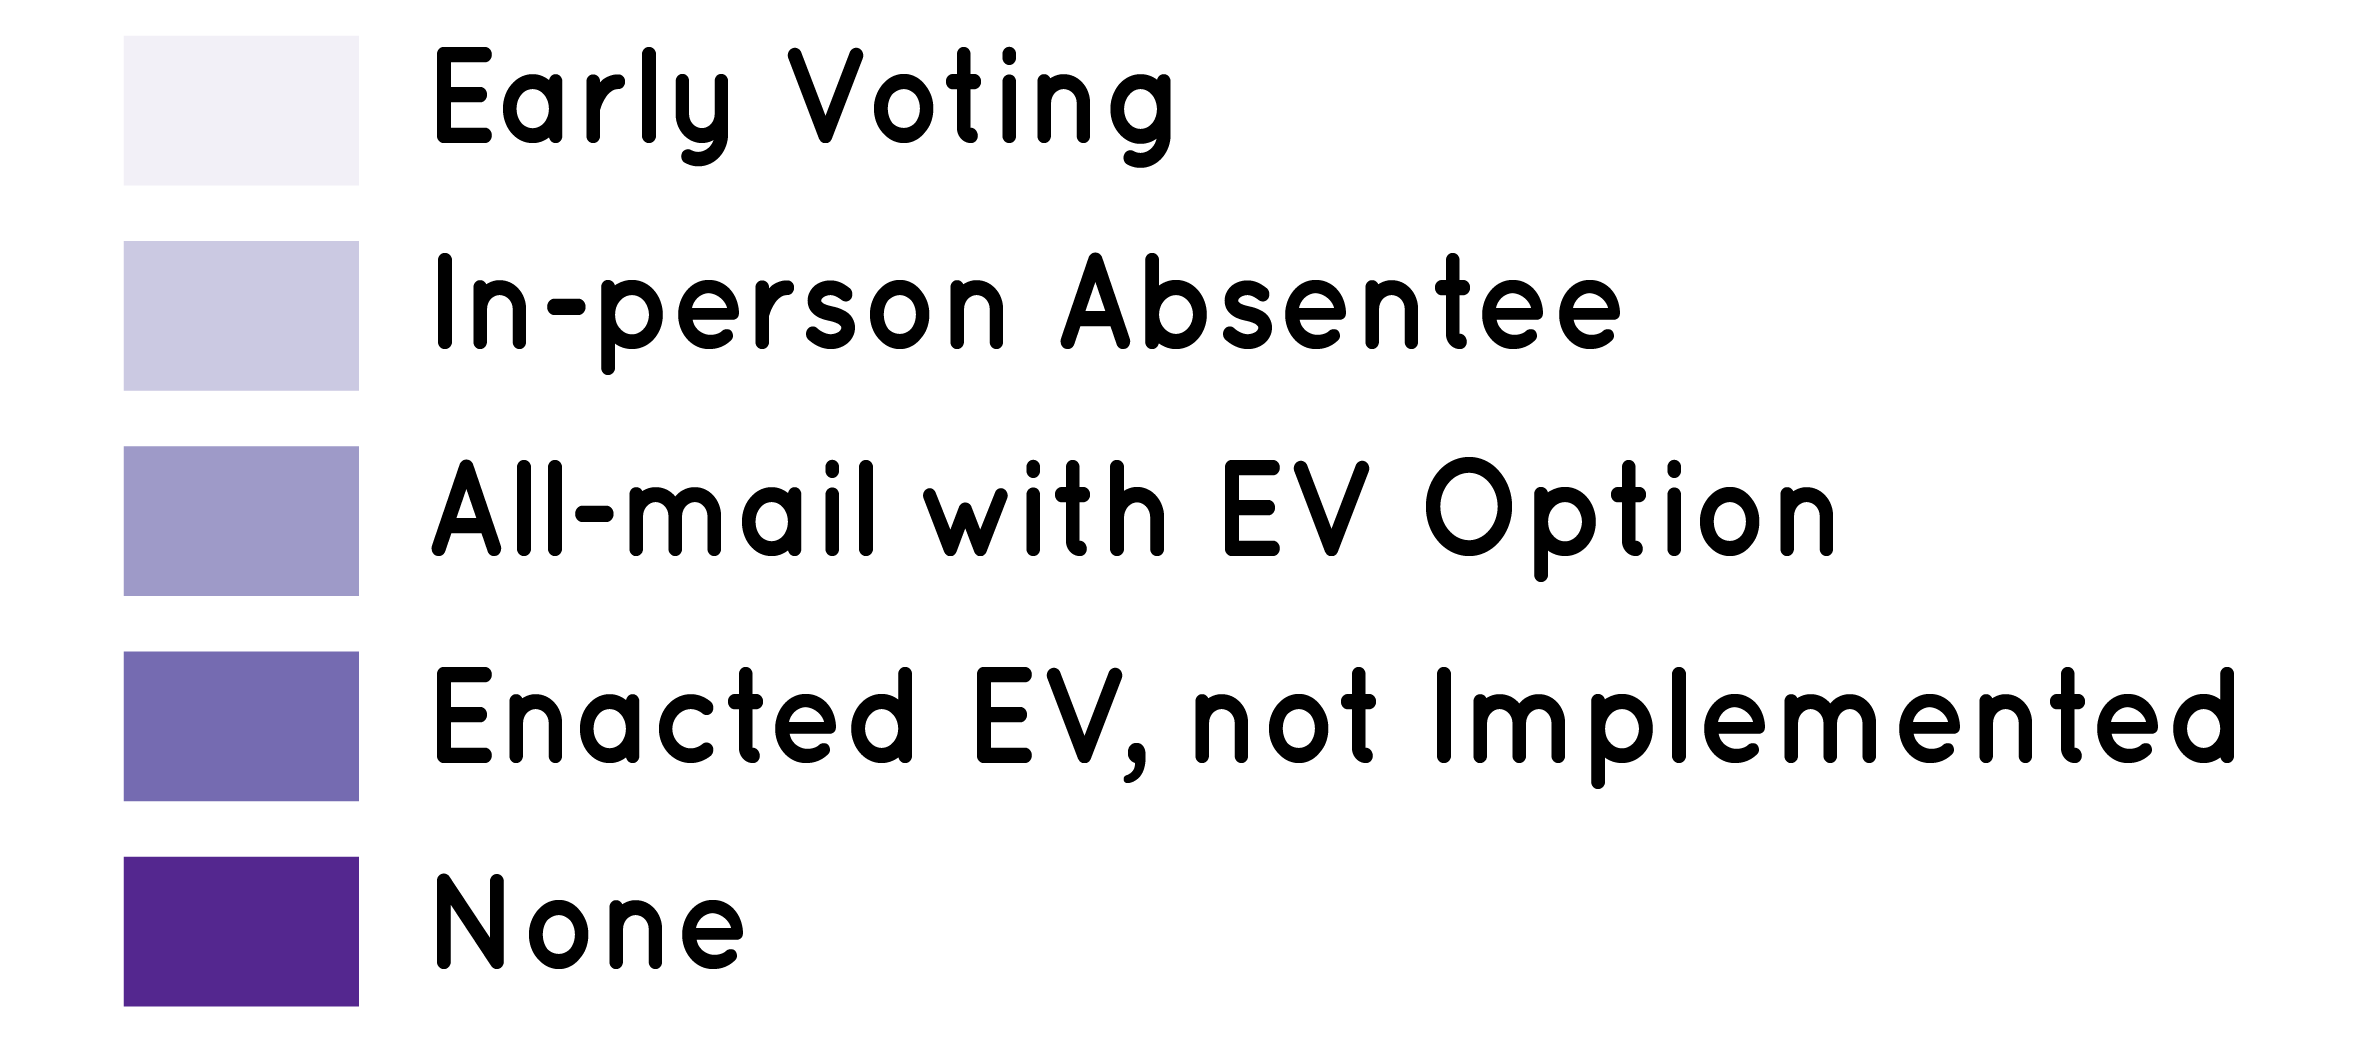 Early Voting
In-person Absentee
All-mail with EV Option
Enacted EV, not Implemented
None